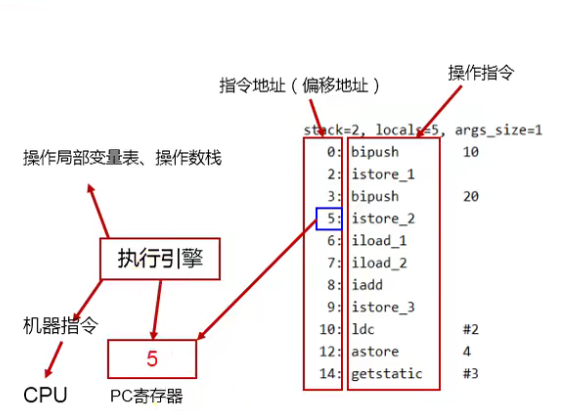 操作指令
指令地址（偏移地址）
stack=2, locals=5, args_size=1
操作局部变量表、操作数栈
0: bipush 10
2: istore_1
3: bipush 20
5: istore_2
6: iload_1
7: iload_2
8: iadd
9: istore_3
10: ldc #2
12: astore 4
14: getstatic #3
执行引擎
机器指令
5
CPU
PC寄存器